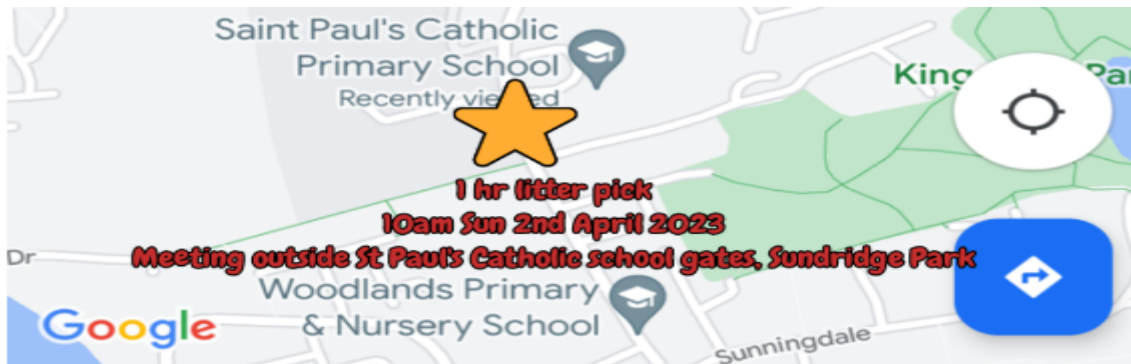 Saint Paul's Catholic
Primary School
Recently viewed
King
Par
1 hr litter pick
10am Sun 2nd April 2023
Meeting outside St Paul's Catholic school gates, Sundridge Park
Dr
Woodlands Primary
& Nursery School
Google
Sunningdale